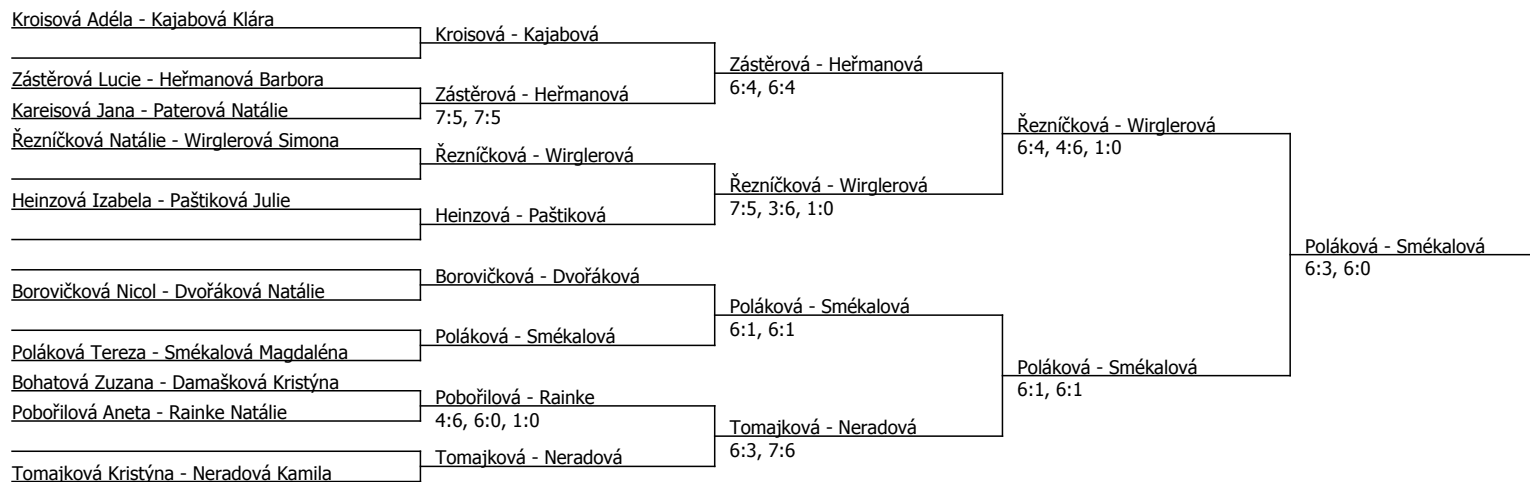 Kroisová Adéla - Kajabová Klára
Zástěrová Lucie - Heřmanová Barbora
Kareisová Jana - Paterová Natálie
Řezníčková Natálie - Wirglerová Simona
Heinzová Izabela - Paštiková Julie
Borovičková Nicol - Dvořáková Natálie
Poláková Tereza - Smékalová Magdaléna
Bohatová Zuzana - Damašková Kristýna
Pobořilová Aneta - Rainke Natálie
Tomajková Kristýna - Neradová Kamila
Kroisová - Kajabová
Zástěrová - Heřmanová
7:5, 7:5
Řezníčková - Wirglerová
Heinzová - Paštiková
Borovičková - Dvořáková
Poláková - Smékalová
Pobořilová - Rainke
4:6, 6:0, 1:0
Tomajková - Neradová
Zástěrová - Heřmanová
6:4, 6:4
Řezníčková - Wirglerová
7:5, 3:6, 1:0
Poláková - Smékalová
6:1, 6:1
Tomajková - Neradová
6:3, 7:6
Řezníčková - Wirglerová
6:4, 4:6, 1:0
Poláková - Smékalová
6:1, 6:1
Poláková - Smékalová
6:3, 6:0